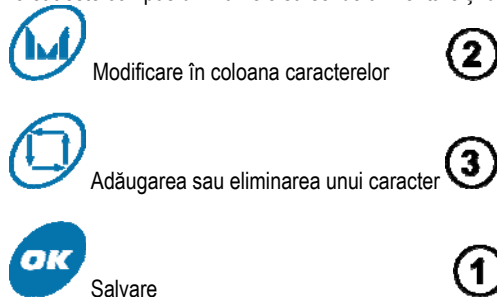 Modificare în coloana caracterelor 2
Adăugarea sau eliminarea unui caracter 3
OK
Salvare 1